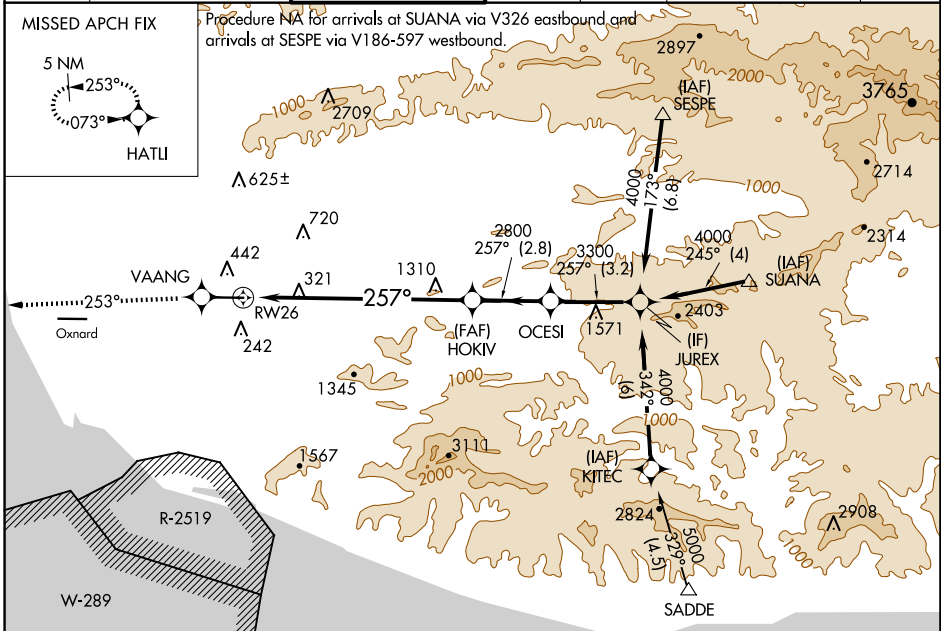 MISSED APCH FIX
5 NM
253°
073°
HATLI
Procedure NA for arrivals at SUANA via V326 eastbound and
arrivals at SESPE via V186-597 westbound.
2897
2000
(IAF)
SESPE
3765
1000
2709
2714
625±
4000
173°
(6.8)
1000
720
2314
2800
257° (2.8)
3300
257° (3.2)
4000
245° (4)
(IAF)
SUANA
442
VAANG
321
1310
253°
Oxnard
RW26
257°
242
(FAF)
HOKIV
OCESI
1571
2403
(IF)
JUREX
1345
1000
4000
342°
(6)
1000
1567
3111
2000
(IAF)
KITEC
R-2519
2824
2908
1000
5000
329°
(4.5)
W-289
SADDE